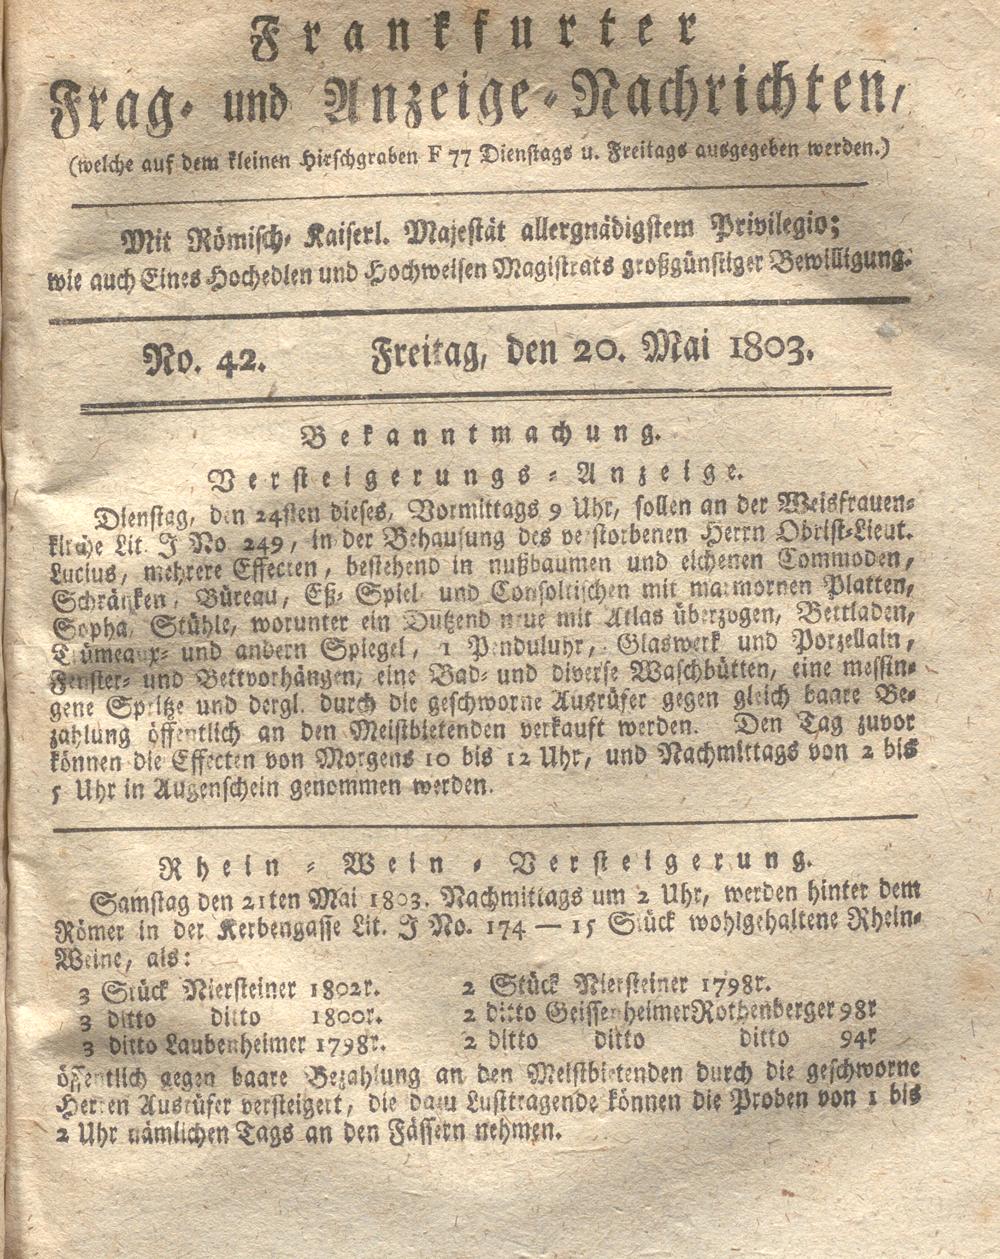 Frankfurter
Frag- und Anzeige-Nachrichten,
(welche auf dem kleinen Hirschgraben F 77 Dienstags u. Freitags ausgegeben werden.)
Mit Römisch- Kaiserl. Majestät allergnädigstem Privilegio;
wie auch Eines Hochedlen und Hochweisen Magistrats großgünstiger Bewilligung.
No. 42. Freitag, den 20. Mai 1803.
Bekanntmachung.
Versteigerungs-Anzeige.
Dienstag, den 24sten dieses, Vormittags 9 Uhr, sollen an der Weisfrauen-
kirche Lit. J No 249, in der Behausung des verstorbenen Herrn Obrist-Lieut.
Lucius, mehrere Effecten, bestehend in nußbaumen und eichenen Commoden,
Schränken, Büreau, Eß- Spiel- und Consoltischen mit marmornen Platten,
Sopha, Stühle, worunter ein Dutzend neue mit Atlas überzogen, Bettladen,
Trümeaux- und andern Spiegel, 1 Penduluhr, Glaswerk und Porzellain,
Fenster- und Bettvorhängen, eine Bad- und diverse Waschbütten, eine messin-
gene Spritze und dergl. durch die geschworne Ausrüfer gegen gleich baare Be-
zahlung öffentlich an den Meistbietenden verkauft werden. Den Tag zuvor
können die Effecten von Morgens 10 bis 12 Uhr, und Nachmittags von 2 bis
5 Uhr in Augenschein genommen werden.
Rhein-Wein-Versteigerung.
Samstag den 21ten Mai 1803. Nachmittags um 2 Uhr, werden hinter dem
Römer in der Kerbengasse Lit. J No. 174 — 15 Stück wohlgehaltene Rhein-
Weine, als:
3 Stück Niersteiner 1802r. 2 Stück Niersteiner 1798r.
3 ditto ditto 1800r. 2 ditto Geissenheimer Rothenberger 98r
3 ditto Laubenheimer 1798r. 2 ditto ditto ditto 94r
öffentlich gegen baare Bezahlung an den Meistbietenden durch die geschworne
Herren Ausrüfer versteigert, die dazu Lusttragende können die Proben von 1 bis
2 Uhr nämlichen Tags an den Fässern nehmen.